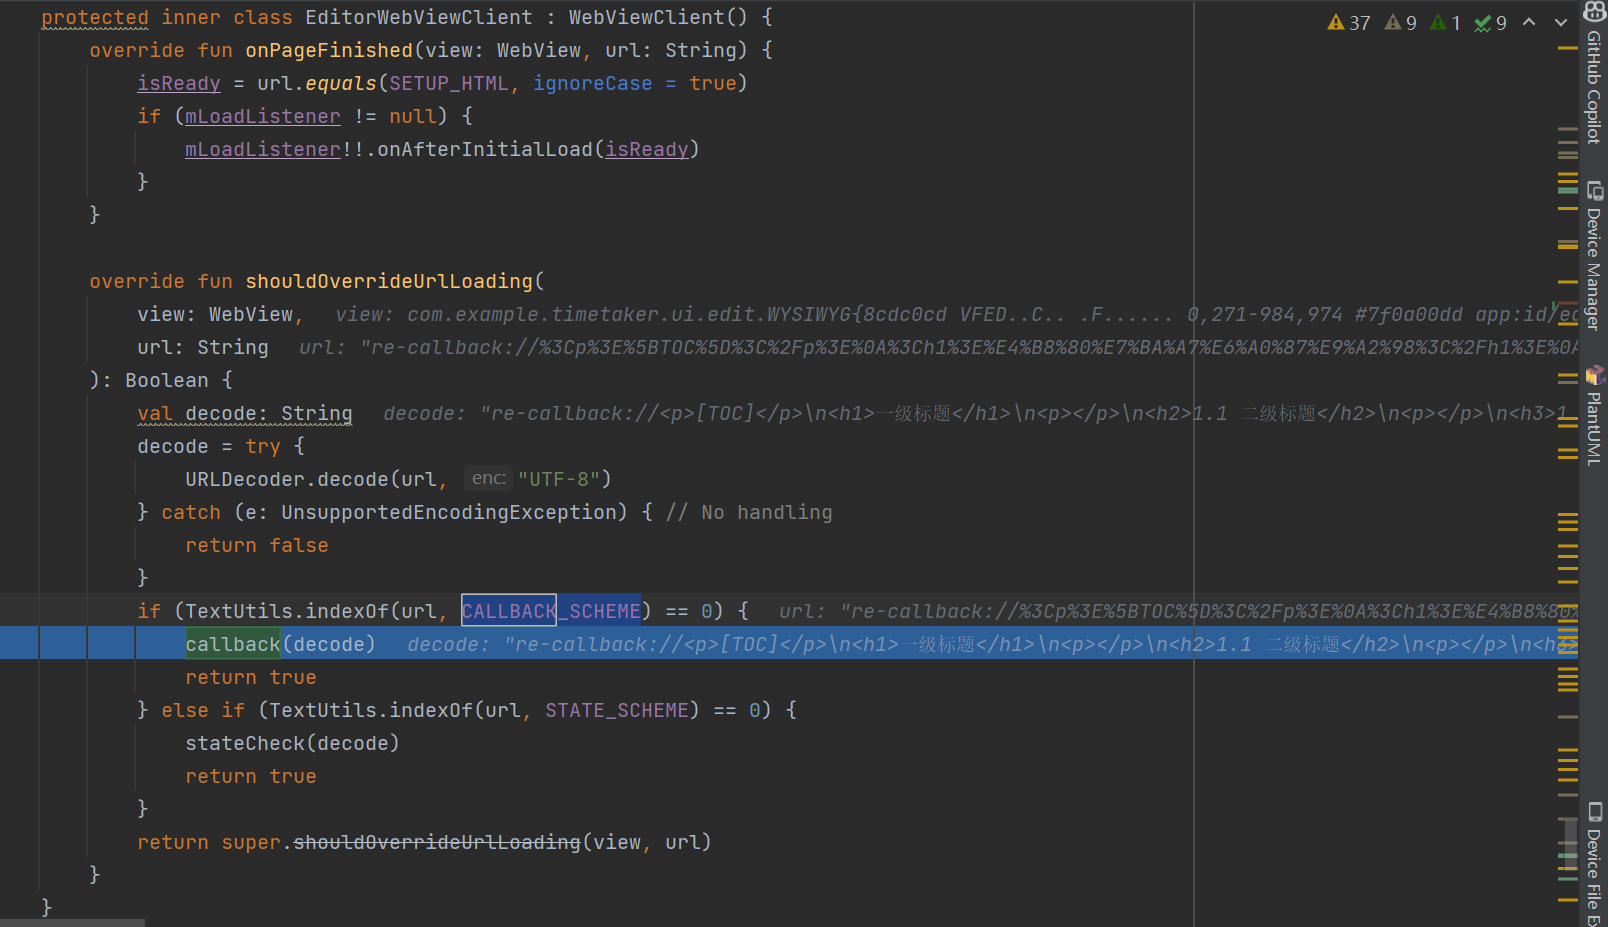 protected inner class EditorWebViewClient : WebViewClient() {
37 9 1 9
override fun onPageFinished(view: WebView, url: String) {
isReady = url.equals(SETUP_HTML, ignoreCase = true)
if (mLoadListener != null) {
mLoadListener!!.onAfterInitialLoad(isReady)
}
}
override fun shouldOverrideUrlLoading(
view: WebView, view: com.example.timetaker.ui.edit.WYSIWYG{8cdc0cd VFED..C.. .F...... 0,271-984,974 #7f0a00dd app:id/ed
url: String url: "re-callback://%3Cp%3E%5BTOC%5D%3C%2Fp%3E%0A%3Ch1%3E%E4%B8%80%E7%BA%A7%E6%A0%87%E9%A2%98%3C%2Fh1%3E%0A
): Boolean {
val decode: String decode: "re-callback://<p>[TOC]</p>\n<h1>一级标题</h1>\n<p></p>\n<h2>1.1 二级标题</h2>\n<p></p>\n<h3>1
decode = try {
URLDecoder.decode(url, enc: "UTF-8")
} catch (e: UnsupportedEncodingException) { // No handling
return false
}
if (TextUtils.indexOf(url, CALLBACK_SCHEME) == 0) { url: "re-callback://%3Cp%3E%5BTOC%5D%3C%2Fp%3E%0A%3Ch1%3E%E4%B8%80%
callback(decode) decode: "re-callback://<p>[TOC]</p>\n<h1>一级标题</h1>\n<p></p>\n<h2>1.1 二级标题</h2>\n<p></p>\n<h3>
return true
} else if (TextUtils.indexOf(url, STATE_SCHEME) == 0) {
stateCheck(decode)
return true
}
return super.shouldOverrideUrlLoading(view, url)
}
}
GitHub Copilot
Device Manager
PlantUML
Device File Ex